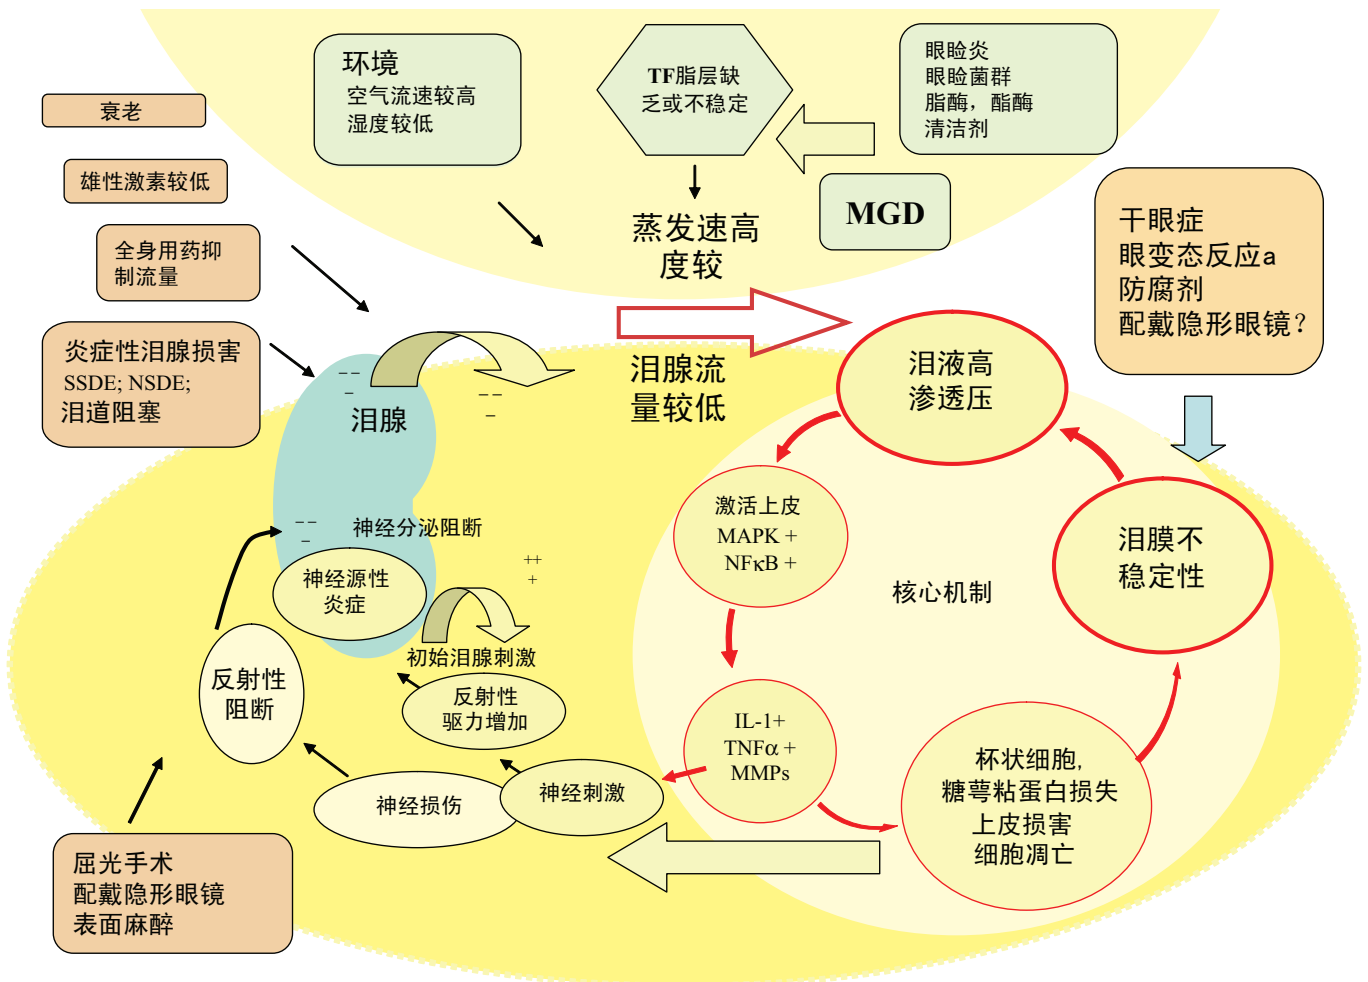 环境
空气流速较高
湿度较低
TF脂层缺
乏或不稳定
眼睑炎
眼睑菌群
脂酶，酯酶
清洁剂
MGD
蒸发速高
度较
衰老
雄性激素较低
全身用药抑
制流量
炎症性泪腺损害
SSDE; NSDE;
泪道阻塞
干眼症
眼变态反应a
防腐剂
配戴隐形眼镜？
泪腺流
量较低
泪液高
渗透压
--
-
--
-
泪腺
激活上皮
MAPK +
NFκB +
泪膜不
稳定性
核心机制
--
-
神经分泌阻断
++
+
神经源性
炎症
初始泪腺刺激
反射性
阻断
反射性
驱力增加
IL-1+
TNFα +
MMPs
杯状细胞,
糖萼粘蛋白损失
上皮损害
细胞凋亡
神经损伤
神经刺激
屈光手术
配戴隐形眼镜
表面麻醉